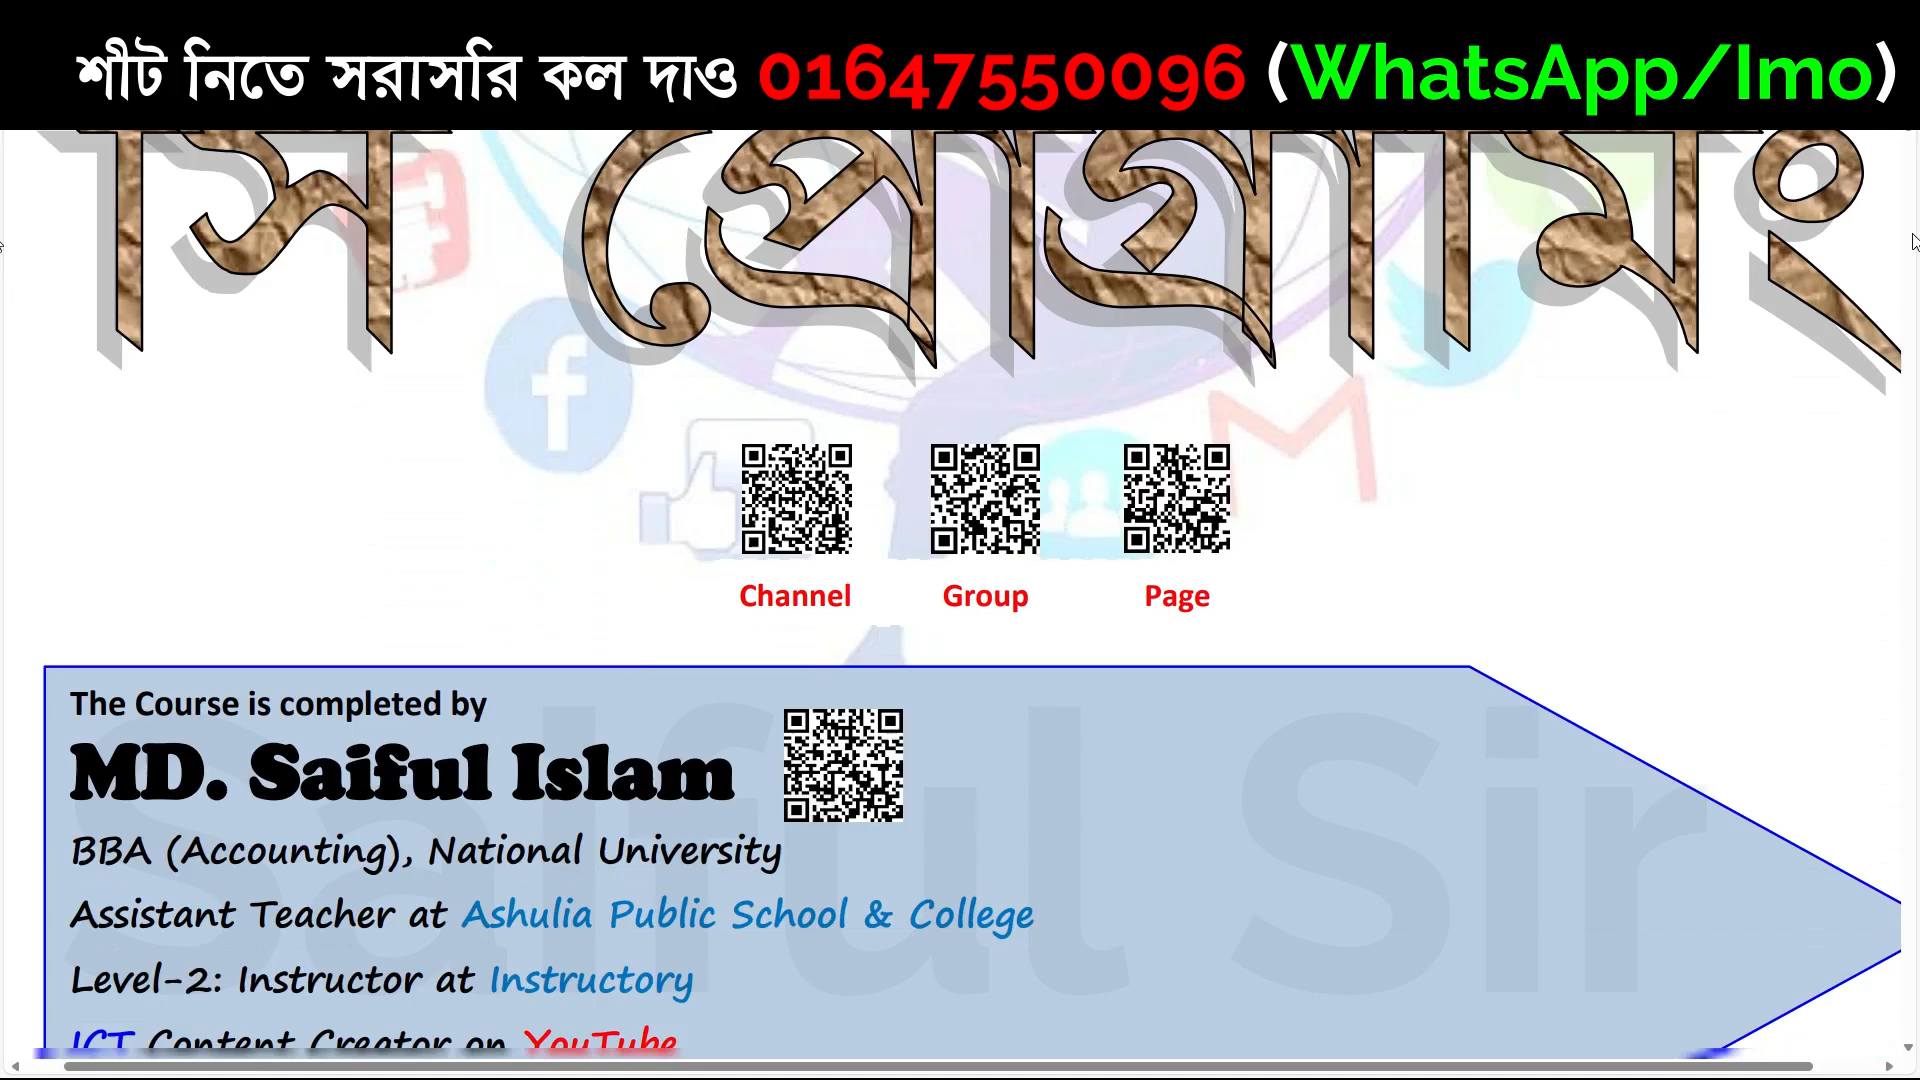 শীট নিতে সরাসরি কল দাও 01647550096 (WhatsApp/Imo)
সি প্রোগ্রামিং
Channel Group Page
The Course is completed by
MD. Saiful Islam
BBA (Accounting), National University
Assistant Teacher at Ashulia Public School & College
Level-2: Instructor at Instructory
ICT Content Creator on YouTube
Saiful Sir